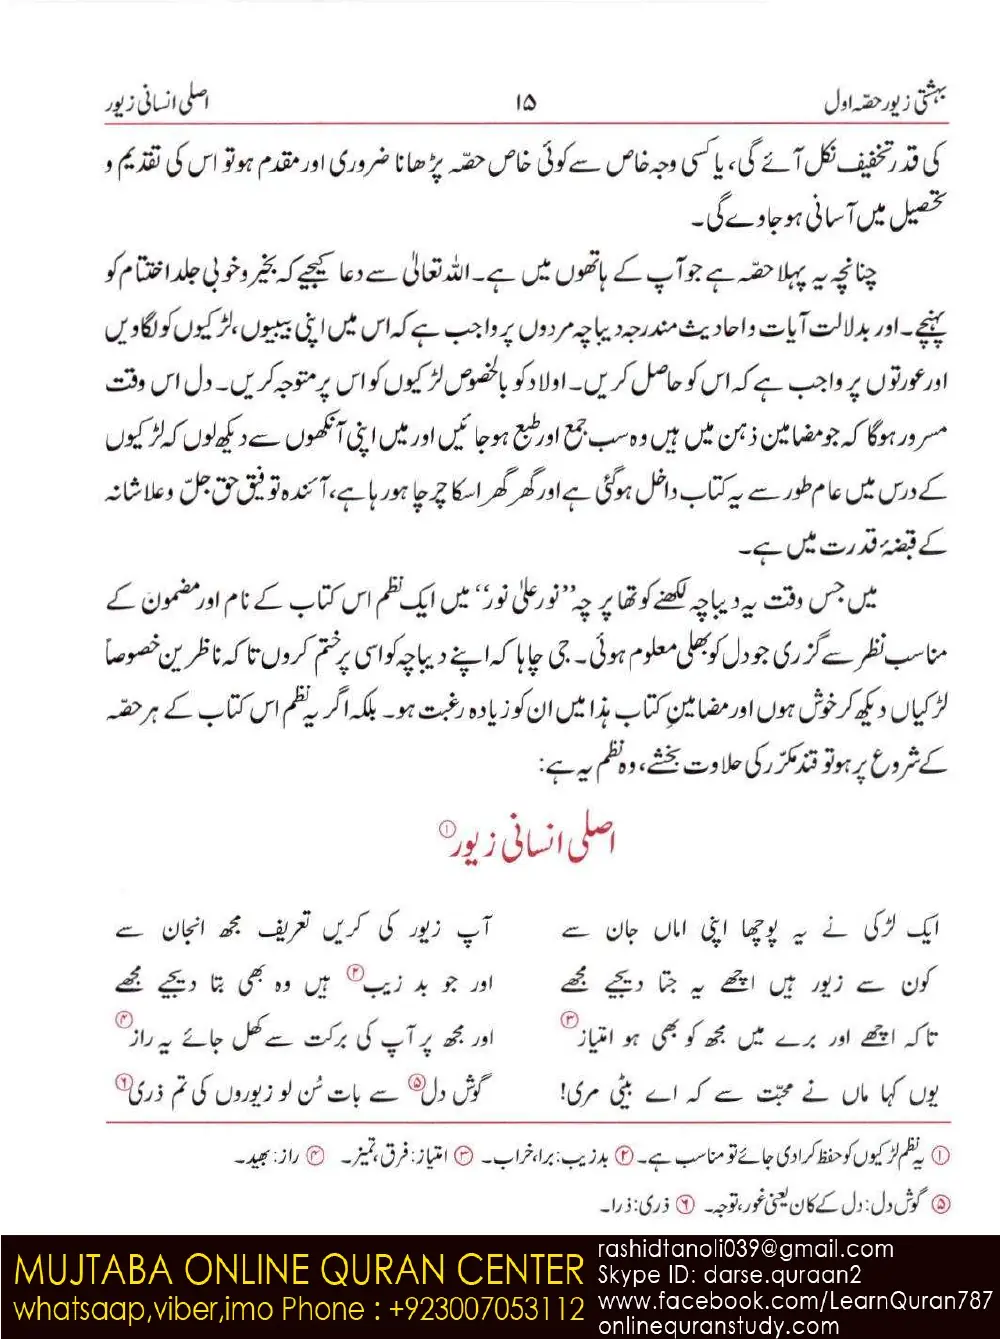 بہشتی زیور حصّہ اول ۱۵ اصلی انسانی زیور
کی قدر تخفیف نکل آئے گی، یا کسی وجہ خاص سے کوئی خاص حصّہ پڑھانا ضروری اور مقدم ہو تو اس کی تقدیم و
تحصیل میں آسانی ہو جاوے گی۔
چنانچہ یہ پہلا حصّہ ہے جو آپ کے ہاتھوں میں ہے۔ اللہ تعالیٰ سے دعا کیجیے کہ بخیر و خوبی جلد اختتام کو
پہنچے۔ اور بدلالت آیات و احادیث مندرجہ دیباچہ مردوں پر واجب ہے کہ اس میں اپنی بیبیوں، لڑکیوں کو لگاویں
اور عورتوں پر واجب ہے کہ اس کو حاصل کریں۔ اولاد کو بالخصوص لڑکیوں کو اس پر متوجہ کریں۔ دل اس وقت
مسرور ہوگا کہ جو مضامین ذہن میں ہیں وہ سب جمع اور طبع ہو جائیں اور میں اپنی آنکھوں سے دیکھ لوں کہ لڑکیوں
کے درس میں عام طور سے یہ کتاب داخل ہوگئی ہے اور گھر گھر اسکا چرچا ہو رہا ہے، آئندہ توفیق حق جلّ وعلا شانہ
کے قبضۂ قدرت میں ہے۔
میں جس وقت یہ دیباچہ لکھنے کو تھا پرچہ ’’نور علیٰ نور‘‘ میں ایک نظم اس کتاب کے نام اور مضمون کے
مناسب نظر سے گزری جو دل کو بھلی معلوم ہوئی۔ جی چاہا کہ اپنے دیباچہ کو اسی پر ختم کروں تاکہ ناظرین خصوصاً
لڑکیاں دیکھ کر خوش ہوں اور مضامینِ کتاب ہذا میں ان کو زیادہ رغبت ہو۔ بلکہ اگر یہ نظم اس کتاب کے ہر حصّہ
کے شروع پر ہو تو قند مکرّر کی حلاوت بخشے، وہ نظم یہ ہے:
اصلی انسانی زیور ①
ایک لڑکی نے یہ پوچھا اپنی اماں جان سے آپ زیور کی کریں تعریف مجھ انجان سے
کون سے زیور ہیں اچھے یہ جتا دیجیے مجھے اور جو بد زیب ② ہیں وہ بھی بتا دیجیے مجھے
تاکہ اچھے اور برے میں مجھ کو بھی ہو امتیاز ③ اور مجھ پر آپ کی برکت سے کھل جائے یہ راز ④
یوں کہا ماں نے محبّت سے کہ اے بیٹی مری! گوش دل ⑤ سے بات سُن لو زیوروں کی تم ذری ⑥
① یہ نظم لڑکیوں کو حفظ کرا دی جائے تو مناسب ہے۔ ② بدزیب: برا، خراب۔ ③ امتیاز: فرق، تمیز۔ ④ راز: بھید۔
⑤ گوش دل: دل کے کان یعنی غور، توجہ۔ ⑥ ذری: ذرا۔
MUJTABA ONLINE QURAN CENTER
whatsaap,viber,imo Phone : +923007053112
rashidtanoli039@gmail.com
Skype ID: darse.quraan2
www.facebook.com/LearnQuran787
onlinequranstudy.com